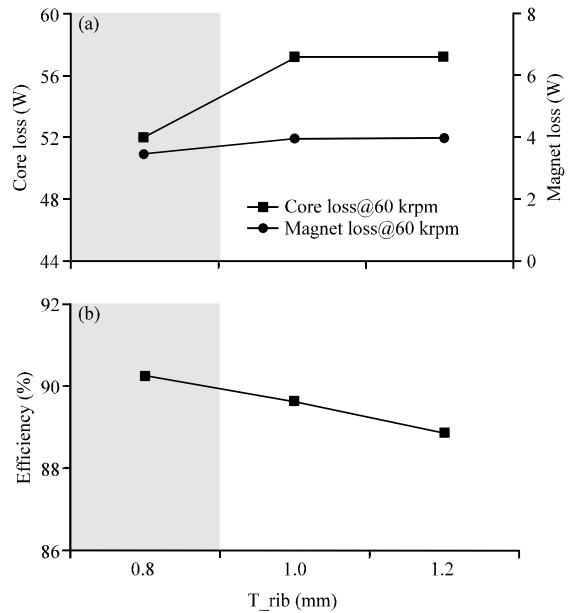 (a)
60
56
52
48
44
Core loss (W)
8
6
4
2
0
Magnet loss (W)
Core loss@60 krpm
Magnet loss@60 krpm
(b)
92
90
88
86
Efficiency (%)
0.8 1.0 1.2
T_rib (mm)